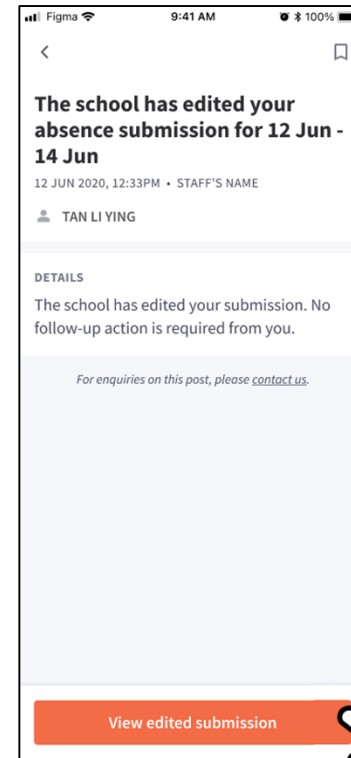 Figma 9:41 AM 100%
The school has edited your
absence submission for 12 Jun -
14 Jun
12 JUN 2020, 12:33PM • STAFF'S NAME
TAN LI YING
DETAILS
The school has edited your submission. No
follow-up action is required from you.
For enquiries on this post, please contact us.
View edited submission